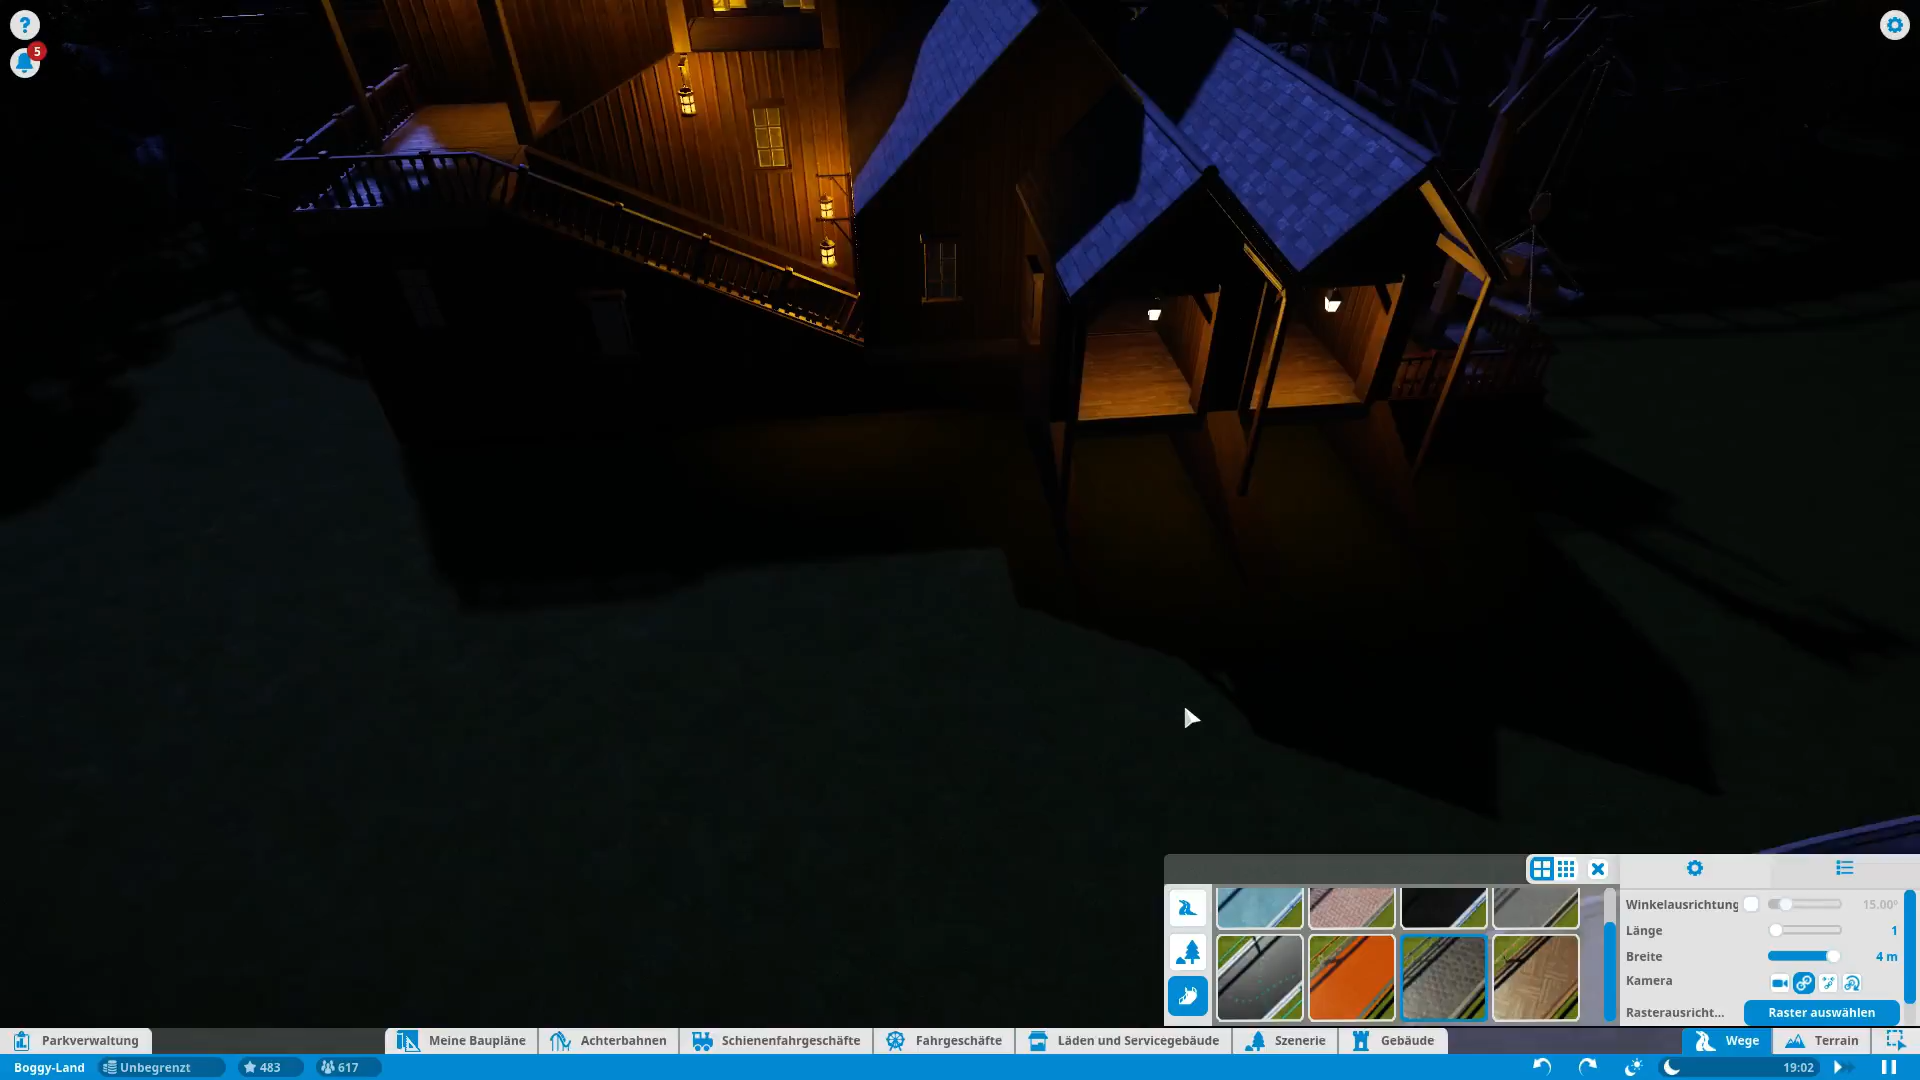 ?
5
Winkelausrichtung 15.00°
Länge 1
Breite 4 m
Kamera
Rasterausricht... Raster auswählen
Parkverwaltung Meine Baupläne Achterbahnen Schienenfahrgeschäfte Fahrgeschäfte Läden und Servicegebäude Szenerie Gebäude Wege Terrain
Boggy-Land Unbegrenzt 483 617 19:02